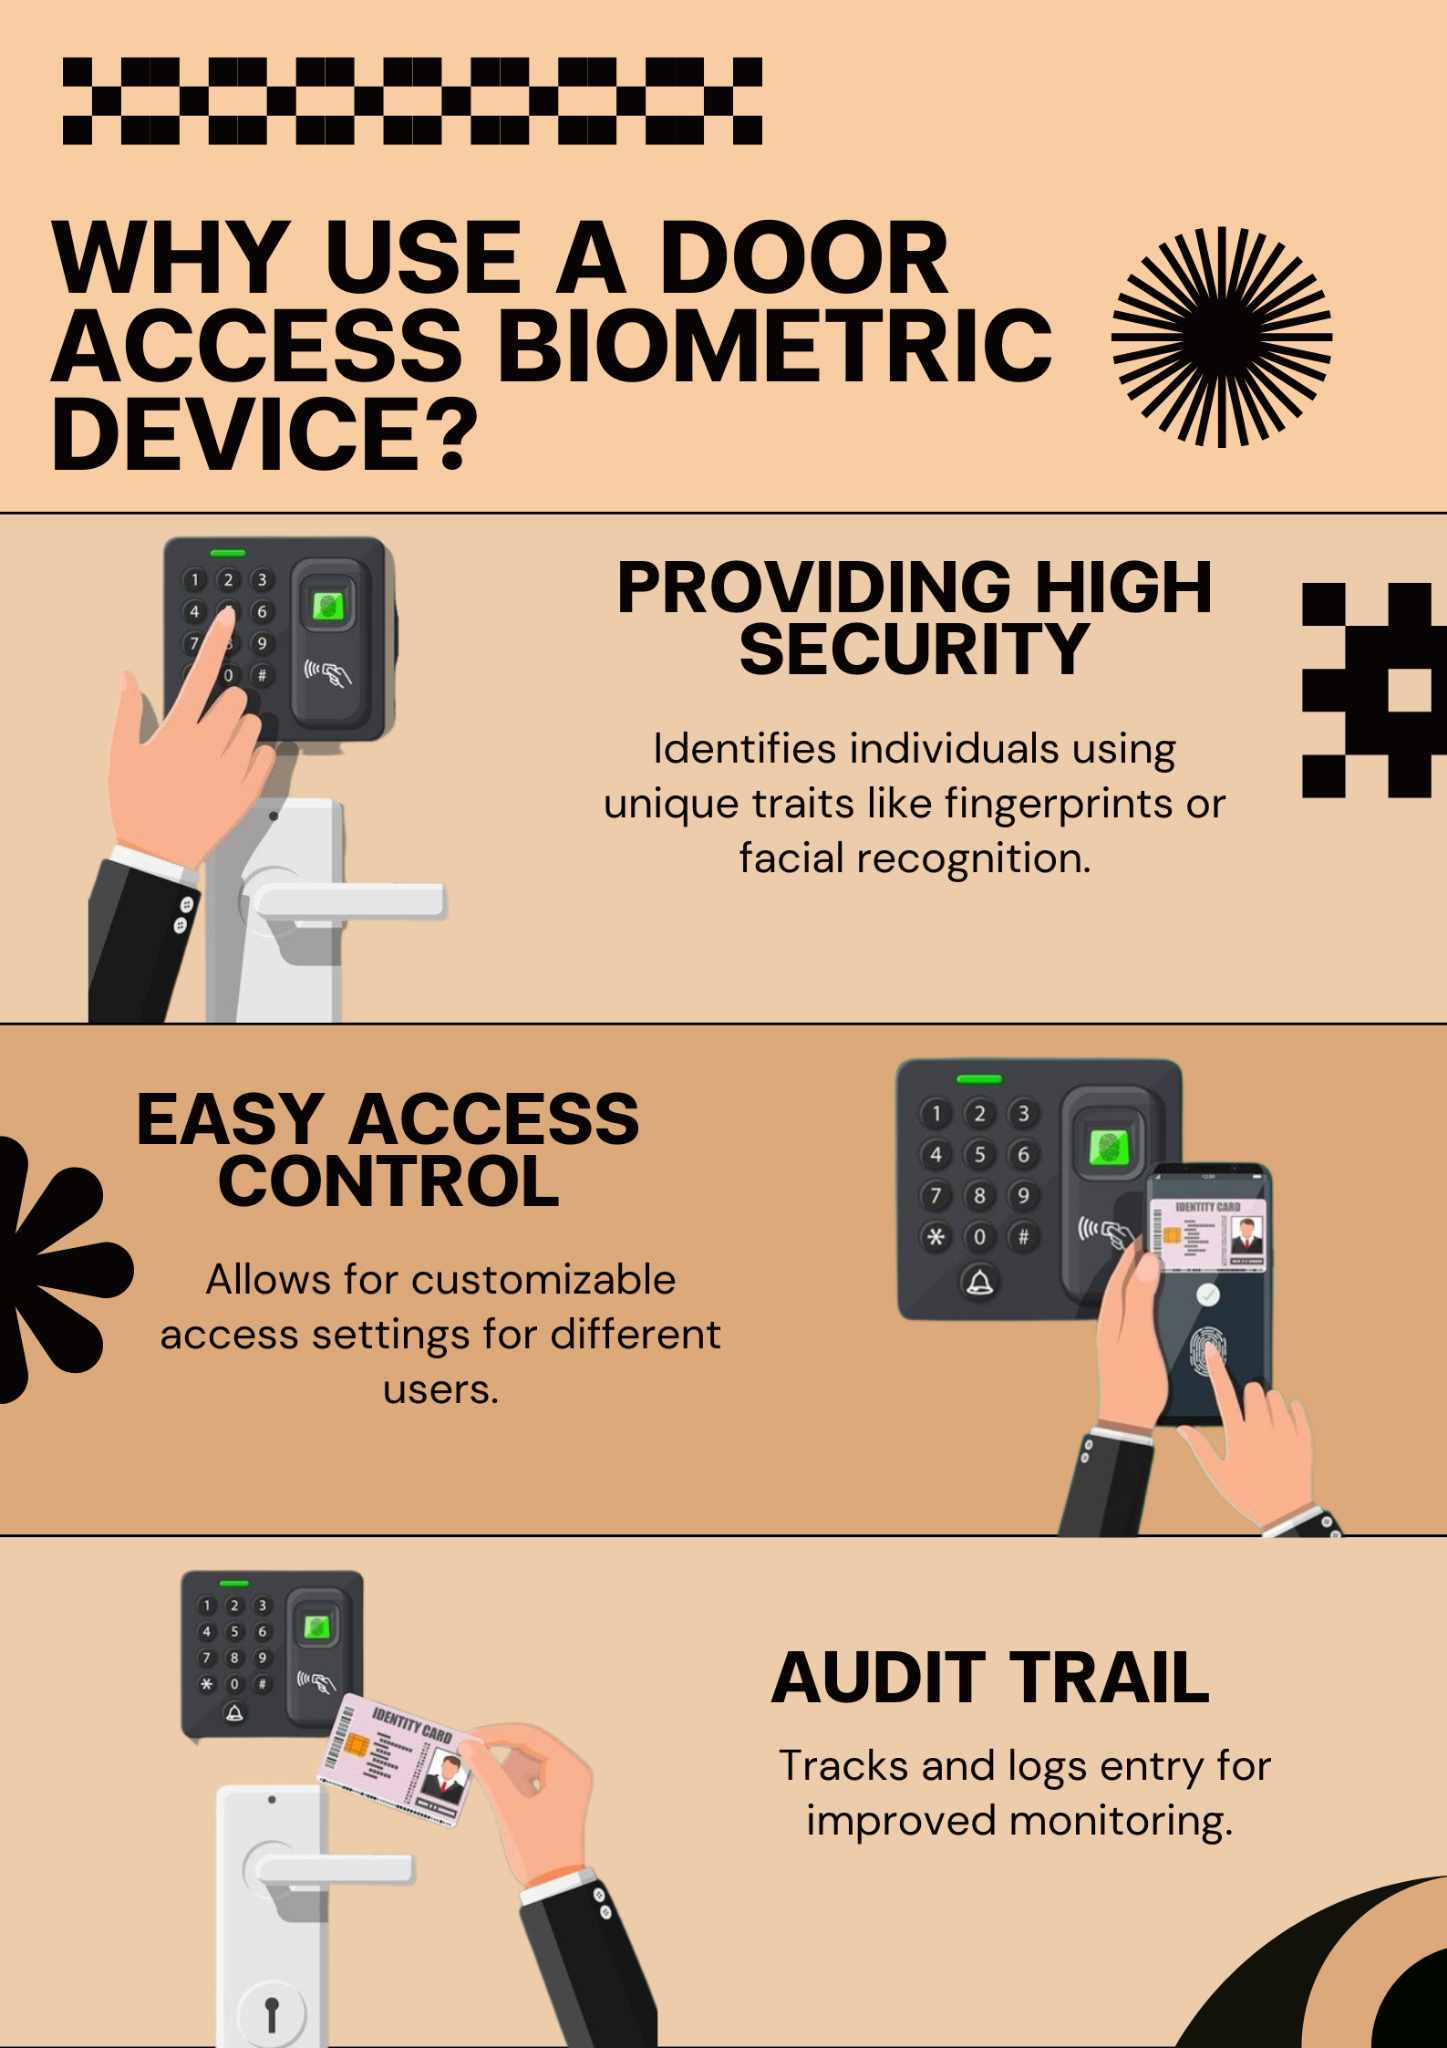 WHY USE A DOOR
ACCESS BIOMETRIC
DEVICE?
1 2 3
4 6
7 8 9
0 #
PROVIDING HIGH
SECURITY
Identifies individuals using
unique traits like fingerprints or
facial recognition.
EASY ACCESS
CONTROL
Allows for customizable
access settings for different
users.
1 2 3
4 5 6
7 8 9
* 0 #
IDENTITY CARD
1 2 3
4 5 6
7 8 9
* 0 #
IDENTITY CARD
AUDIT TRAIL
Tracks and logs entry for
improved monitoring.